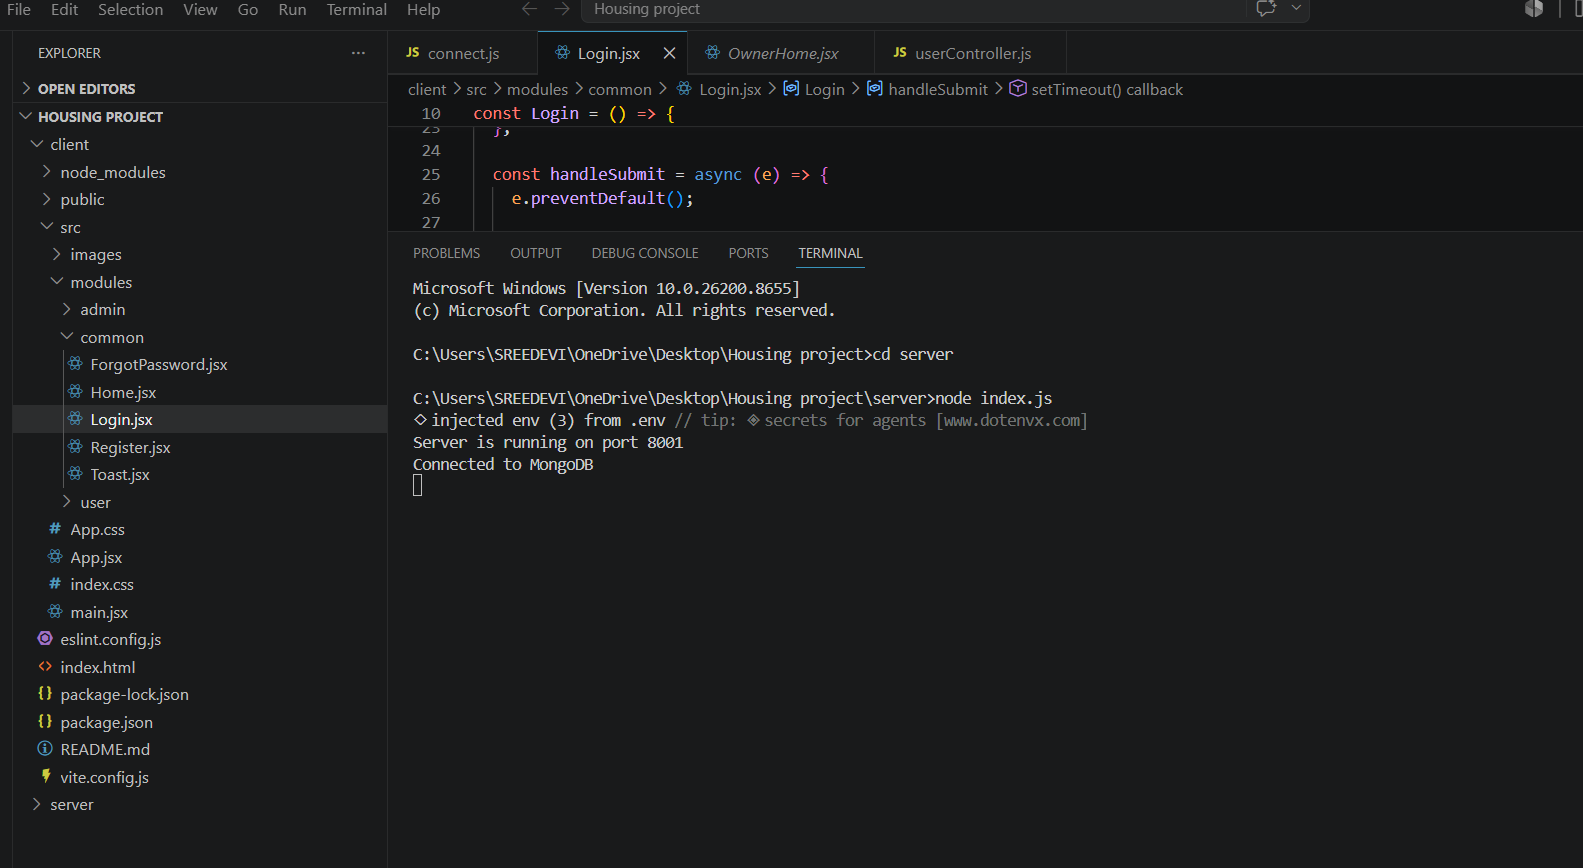 File Edit Selection View Go Run Terminal Help
Housing project
EXPLORER ...
OPEN EDITORS
HOUSING PROJECT
client
node_modules
public
src
images
modules
admin
common
ForgotPassword.jsx
Home.jsx
Login.jsx
Register.jsx
Toast.jsx
user
# App.css
App.jsx
# index.css
main.jsx
eslint.config.js
<> index.html
{} package-lock.json
{} package.json
README.md
vite.config.js
server
JS connect.js
Login.jsx
OwnerHome.jsx
JS userController.js
client > src > modules > common > Login.jsx > Login > handleSubmit > setTimeout() callback
10 const Login = () => {
23 };
24
25 const handleSubmit = async (e) => {
26 e.preventDefault();
27
PROBLEMS OUTPUT DEBUG CONSOLE PORTS TERMINAL
Microsoft Windows [Version 10.0.26200.8655]
(c) Microsoft Corporation. All rights reserved.
C:\Users\SREEDEVI\OneDrive\Desktop\Housing project>cd server
C:\Users\SREEDEVI\OneDrive\Desktop\Housing project\server>node index.js
◇ injected env (3) from .env // tip: ◈ secrets for agents [www.dotenvx.com]
Server is running on port 8001
Connected to MongoDB